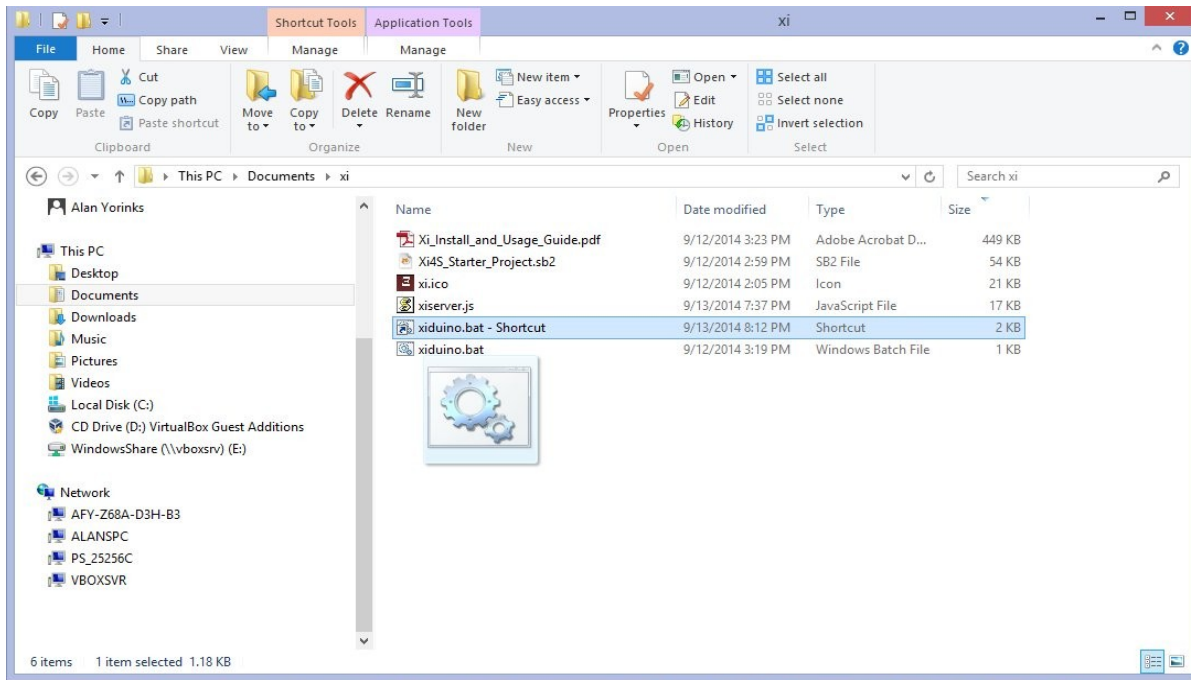 Shortcut Tools Application Tools xi
File Home Share View Manage Manage
Copy
Paste
Cut
Copy path
Paste shortcut
Clipboard
Move to
Copy to
Delete
Rename
Organize
New folder
New item
Easy access
New
Properties
Open
Edit
History
Open
Select all
Select none
Invert selection
Select
This PC Documents xi
Search xi
Alan Yorinks
This PC
Desktop
Documents
Downloads
Music
Pictures
Videos
Local Disk (C:)
CD Drive (D:) VirtualBox Guest Additions
WindowsShare (\\vboxsrv) (E:)
Network
AFY-Z68A-D3H-B3
ALANSPC
PS_25256C
VBOXSVR
Name Date modified Type Size
Xi_Install_and_Usage_Guide.pdf 9/12/2014 3:23 PM Adobe Acrobat D... 449 KB
Xi4S_Starter_Project.sb2 9/12/2014 2:59 PM SB2 File 54 KB
xi.ico 9/12/2014 2:05 PM Icon 21 KB
xiserver.js 9/13/2014 7:37 PM JavaScript File 17 KB
xiduino.bat - Shortcut 9/13/2014 8:12 PM Shortcut 2 KB
xiduino.bat 9/12/2014 3:19 PM Windows Batch File 1 KB
6 items 1 item selected 1.18 KB